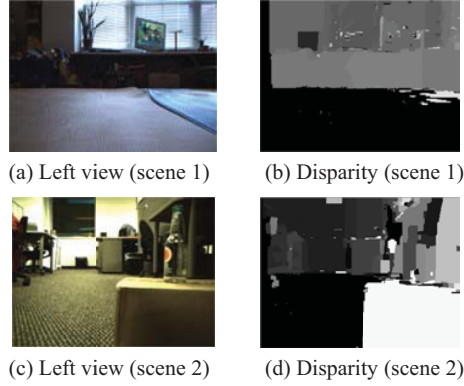 (a) Left view (scene 1)
(b) Disparity (scene 1)
(c) Left view (scene 2)
(d) Disparity (scene 2)